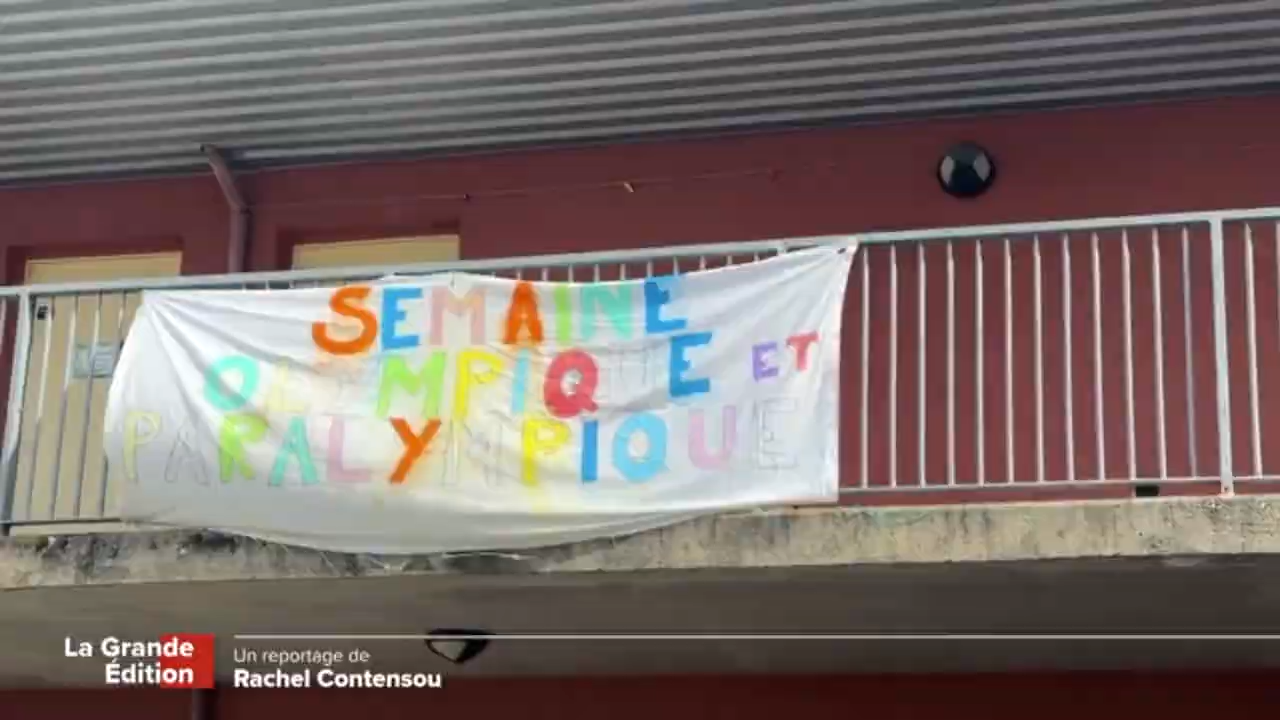 SEMAINE
OLYMPIQUE ET
PARALYMPIQUE
La Grande
Édition
Un reportage de
Rachel Contensou